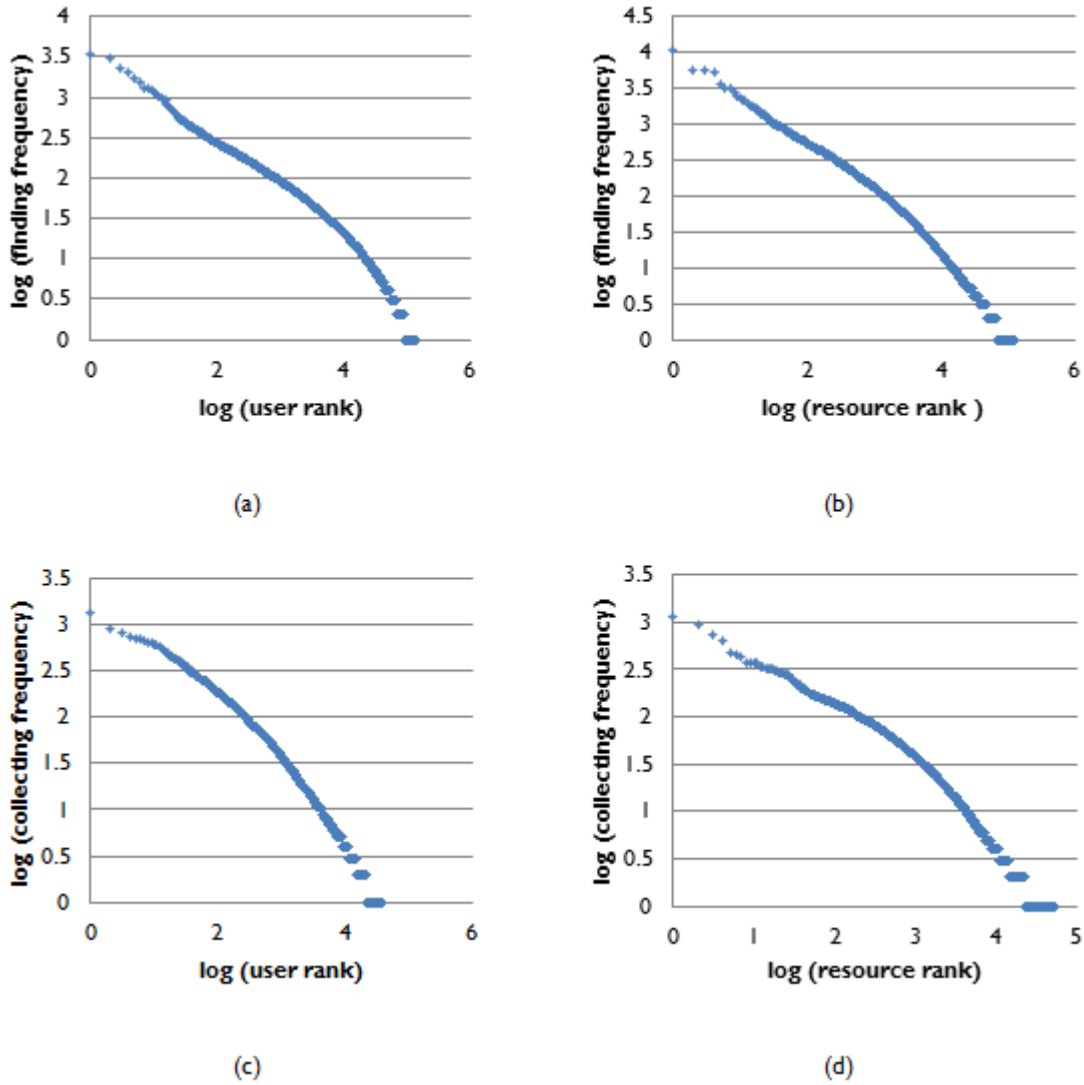 4
3.5
3
2.5
2
1.5
1
0.5
0
log (finding frequency)
0 2 4 6
log (user rank)
(a)
4.5
4
3.5
3
2.5
2
1.5
1
0.5
0
log (finding frequency)
0 2 4 6
log (resource rank )
(b)
3.5
3
2.5
2
1.5
1
0.5
0
log (collecting frequency)
0 2 4 6
log (user rank)
(c)
3.5
3
2.5
2
1.5
1
0.5
0
log (collecting frequency)
0 1 2 3 4 5
log (resource rank)
(d)